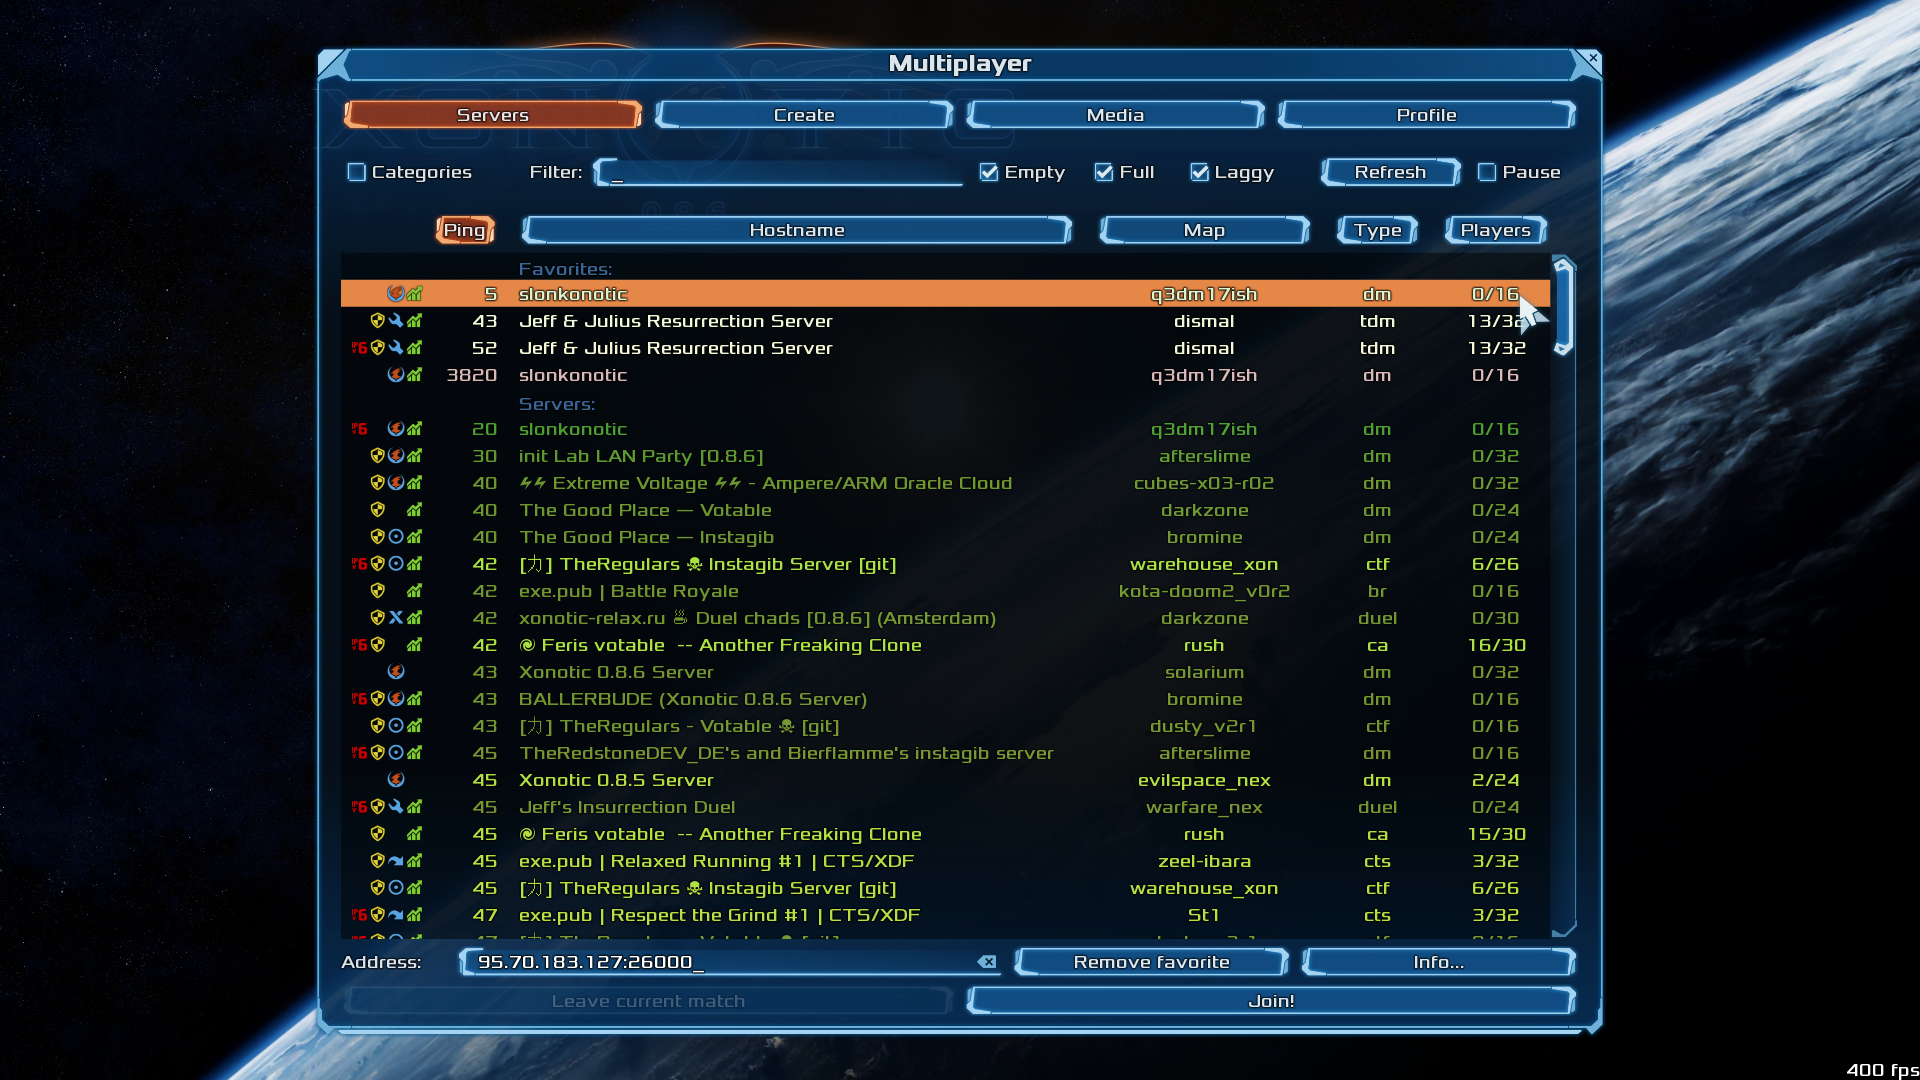 Multiplayer
Servers Create Media Profile
Categories Filter: _ Empty Full Laggy Refresh Pause
Ping Hostname Map Type Players
Favorites:
5 slonkonotic q3dm17ish dm 0/16
43 Jeff & Julius Resurrection Server dismal tdm 13/32
52 Jeff & Julius Resurrection Server dismal tdm 13/32
3820 slonkonotic q3dm17ish dm 0/16
Servers:
20 slonkonotic q3dm17ish dm 0/16
30 init Lab LAN Party [0.8.6] afterslime dm 0/32
40 ⚡⚡ Extreme Voltage ⚡⚡ - Ampere/ARM Oracle Cloud cubes-x03-r02 dm 0/32
40 The Good Place — Votable darkzone dm 0/24
40 The Good Place — Instagib bromine dm 0/24
42 [力] TheRegulars ☠ Instagib Server [git] warehouse_xon ctf 6/26
42 exe.pub | Battle Royale kota-doom2_v0r2 br 0/16
42 xonotic-relax.ru ♨ Duel chads [0.8.6] (Amsterdam) darkzone duel 0/30
42 Feris votable -- Another Freaking Clone rush ca 16/30
43 Xonotic 0.8.6 Server solarium dm 0/32
43 BALLERBUDE (Xonotic 0.8.6 Server) bromine dm 0/16
43 [力] TheRegulars - Votable ☠ [git] dusty_v2r1 ctf 0/16
45 TheRedstoneDEV_DE's and Bierflamme's instagib server afterslime dm 0/16
45 Xonotic 0.8.5 Server evilspace_nex dm 2/24
45 Jeff's Insurrection Duel warfare_nex duel 0/24
45 Feris votable -- Another Freaking Clone rush ca 15/30
45 exe.pub | Relaxed Running #1 | CTS/XDF zeel-ibara cts 3/32
45 [力] TheRegulars ☠ Instagib Server [git] warehouse_xon ctf 6/26
47 exe.pub | Respect the Grind #1 | CTS/XDF St1 cts 3/32
Address: 95.70.183.127:26000_ Remove favorite Info...
Leave current match Join!
400 fps